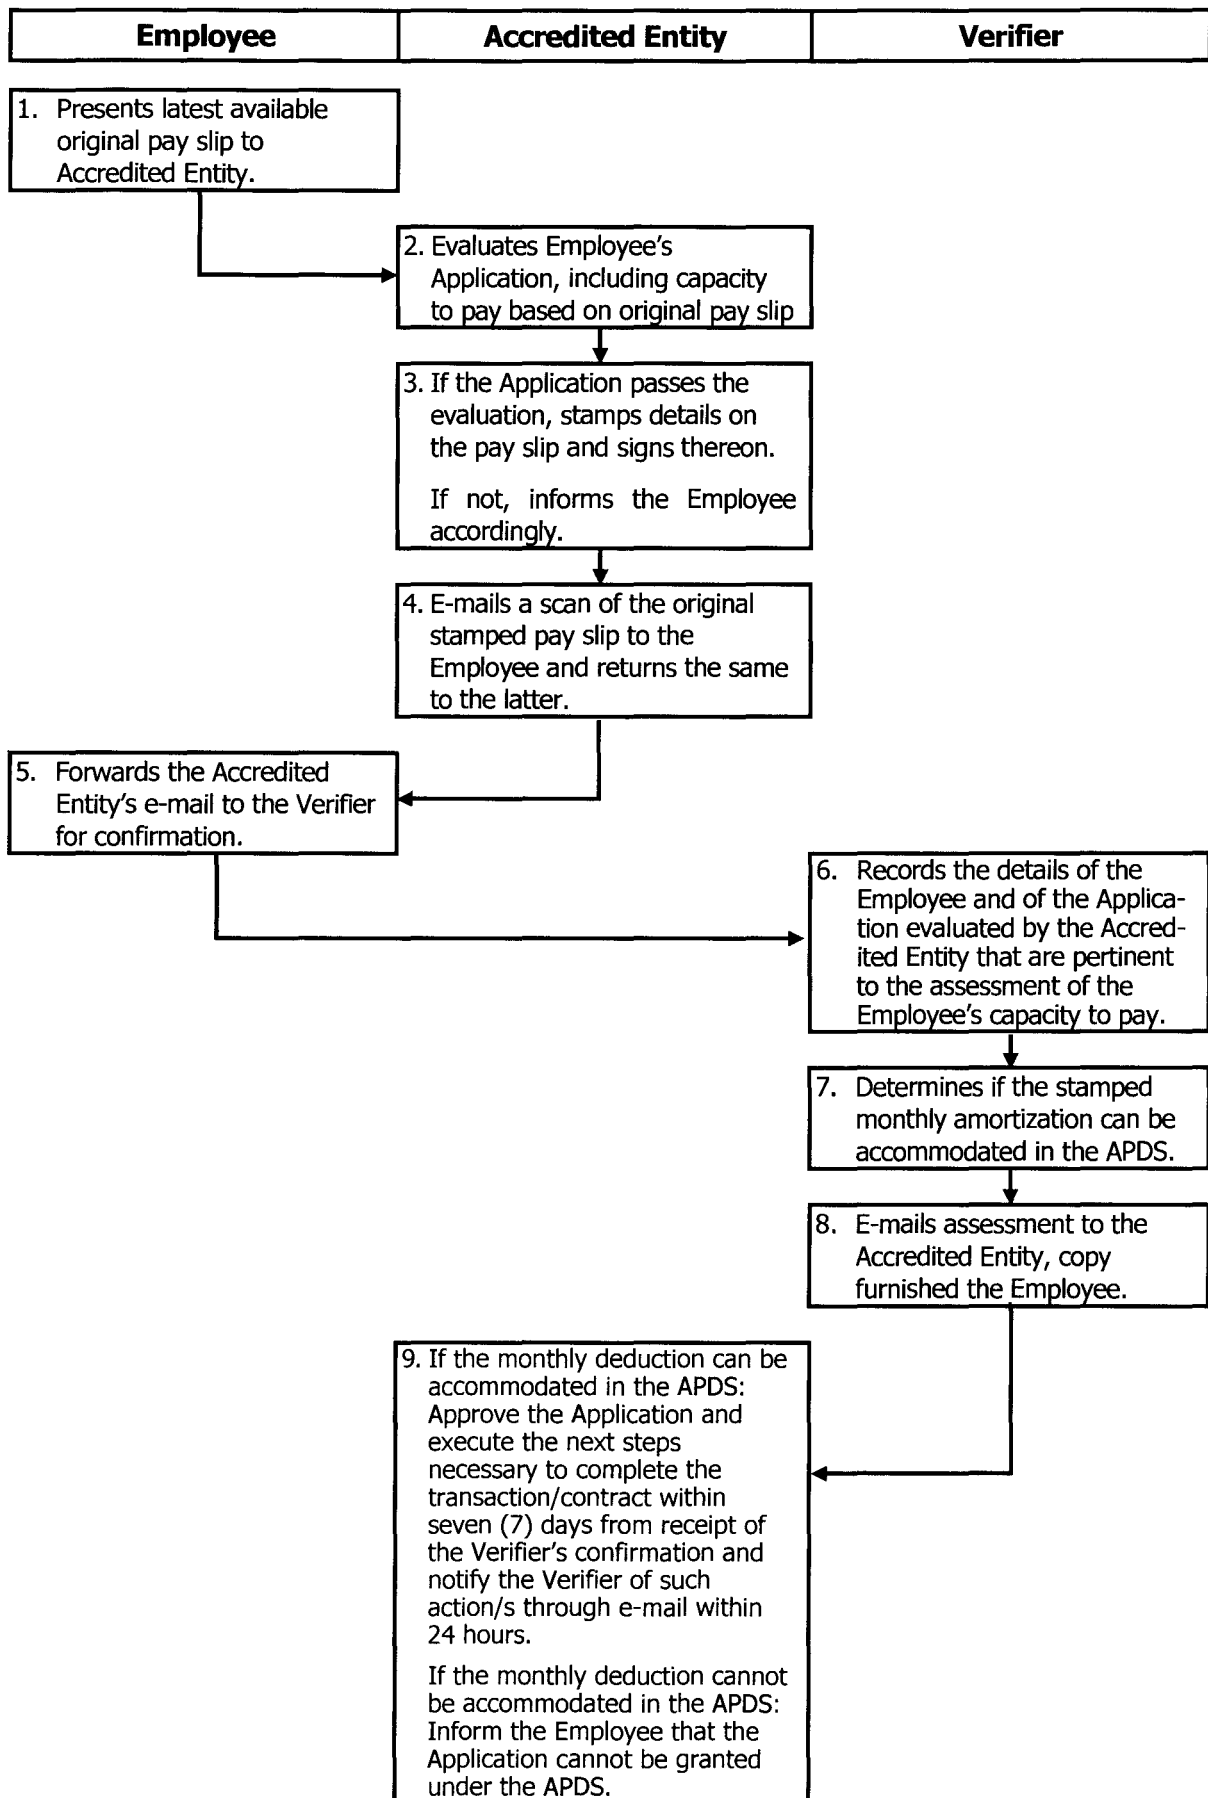 Employee
Accredited Entity
Verifier
1. Presents latest available
original pay slip to
Accredited Entity.
2. Evaluates Employee's
Application, including capacity
to pay based on original pay slip
3. If the Application passes the
evaluation, stamps details on
the pay slip and signs thereon.
If not, informs the Employee
accordingly.
4. E-mails a scan of the original
stamped pay slip to the
Employee and returns the same
to the latter.
5. Forwards the Accredited
Entity's e-mail to the Verifier
for confirmation.
6. Records the details of the
Employee and of the Applica-
tion evaluated by the Accred-
ited Entity that are pertinent
to the assessment of the
Employee's capacity to pay.
7. Determines if the stamped
monthly amortization can be
accommodated in the APDS.
8. E-mails assessment to the
Accredited Entity, copy
furnished the Employee.
9. If the monthly deduction can be
accommodated in the APDS:
Approve the Application and
execute the next steps
necessary to complete the
transaction/contract within
seven (7) days from receipt of
the Verifier's confirmation and
notify the Verifier of such
action/s through e-mail within
24 hours.
If the monthly deduction cannot
be accommodated in the APDS:
Inform the Employee that the
Application cannot be granted
under the APDS.